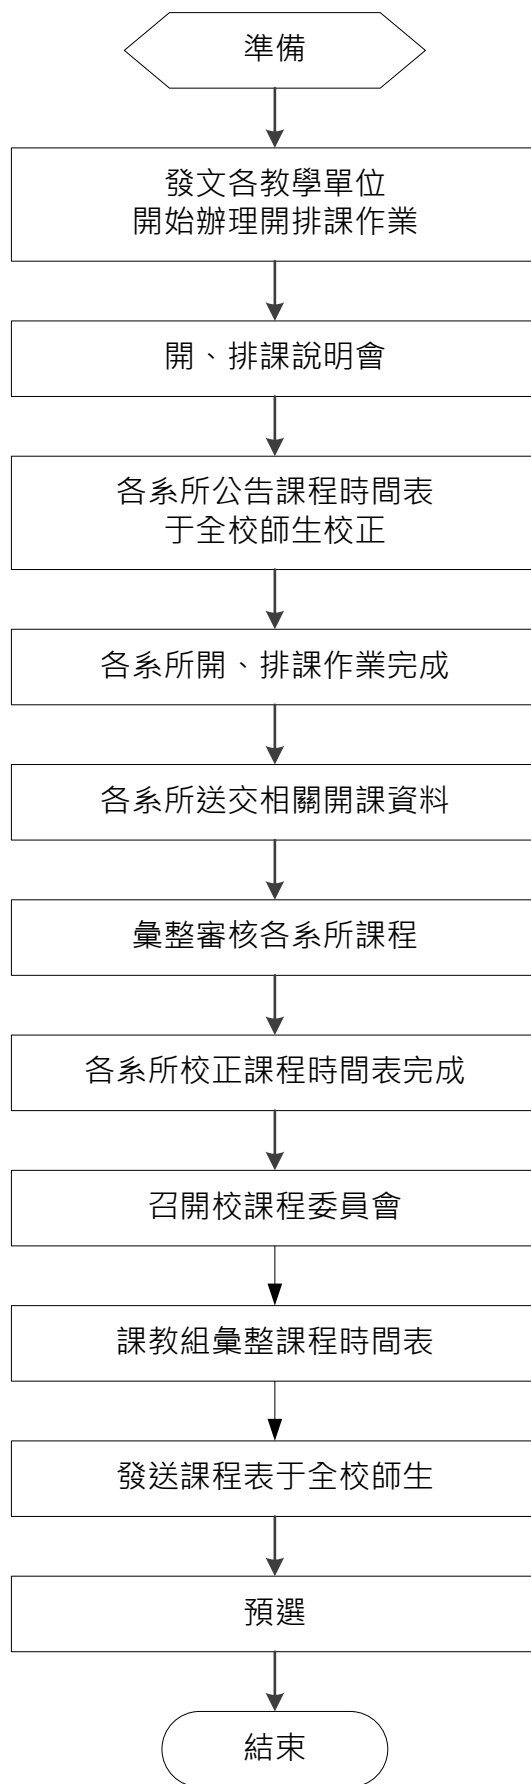 準備
發文各教學單位
開始辦理開排課作業
開、排課說明會
各系所公告課程時間表
于全校師生校正
各系所開、排課作業完成
各系所送交相關開課資料
彙整審核各系所課程
各系所校正課程時間表完成
召開校課程委員會
課教組彙整課程時間表
發送課程表于全校師生
預選
結束